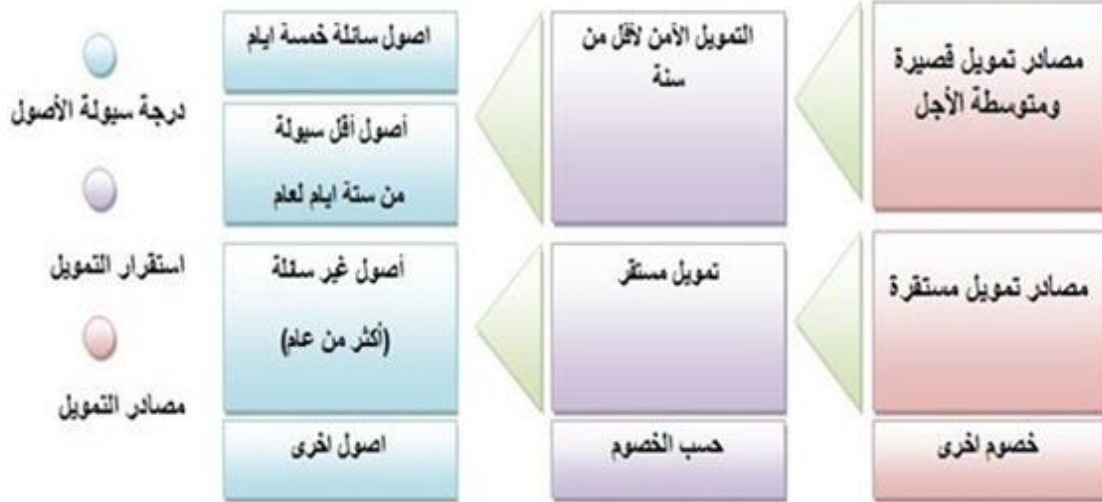 مصادر تمويل قصيرة
ومتوسطة الأجل
التمويل الآمن لأقل من
سنة
اصول سائلة خمسة ايام
أصول أقل سيولة
من ستة ايام لعام
مصادر تمويل مستقرة
تمويل مستقر
أصول غير سائلة
(أكثر من عام)
خصوم اخرى
حسب الخصوم
اصول اخرى
درجة سيولة الأصول
استقرار التمويل
مصادر التمويل